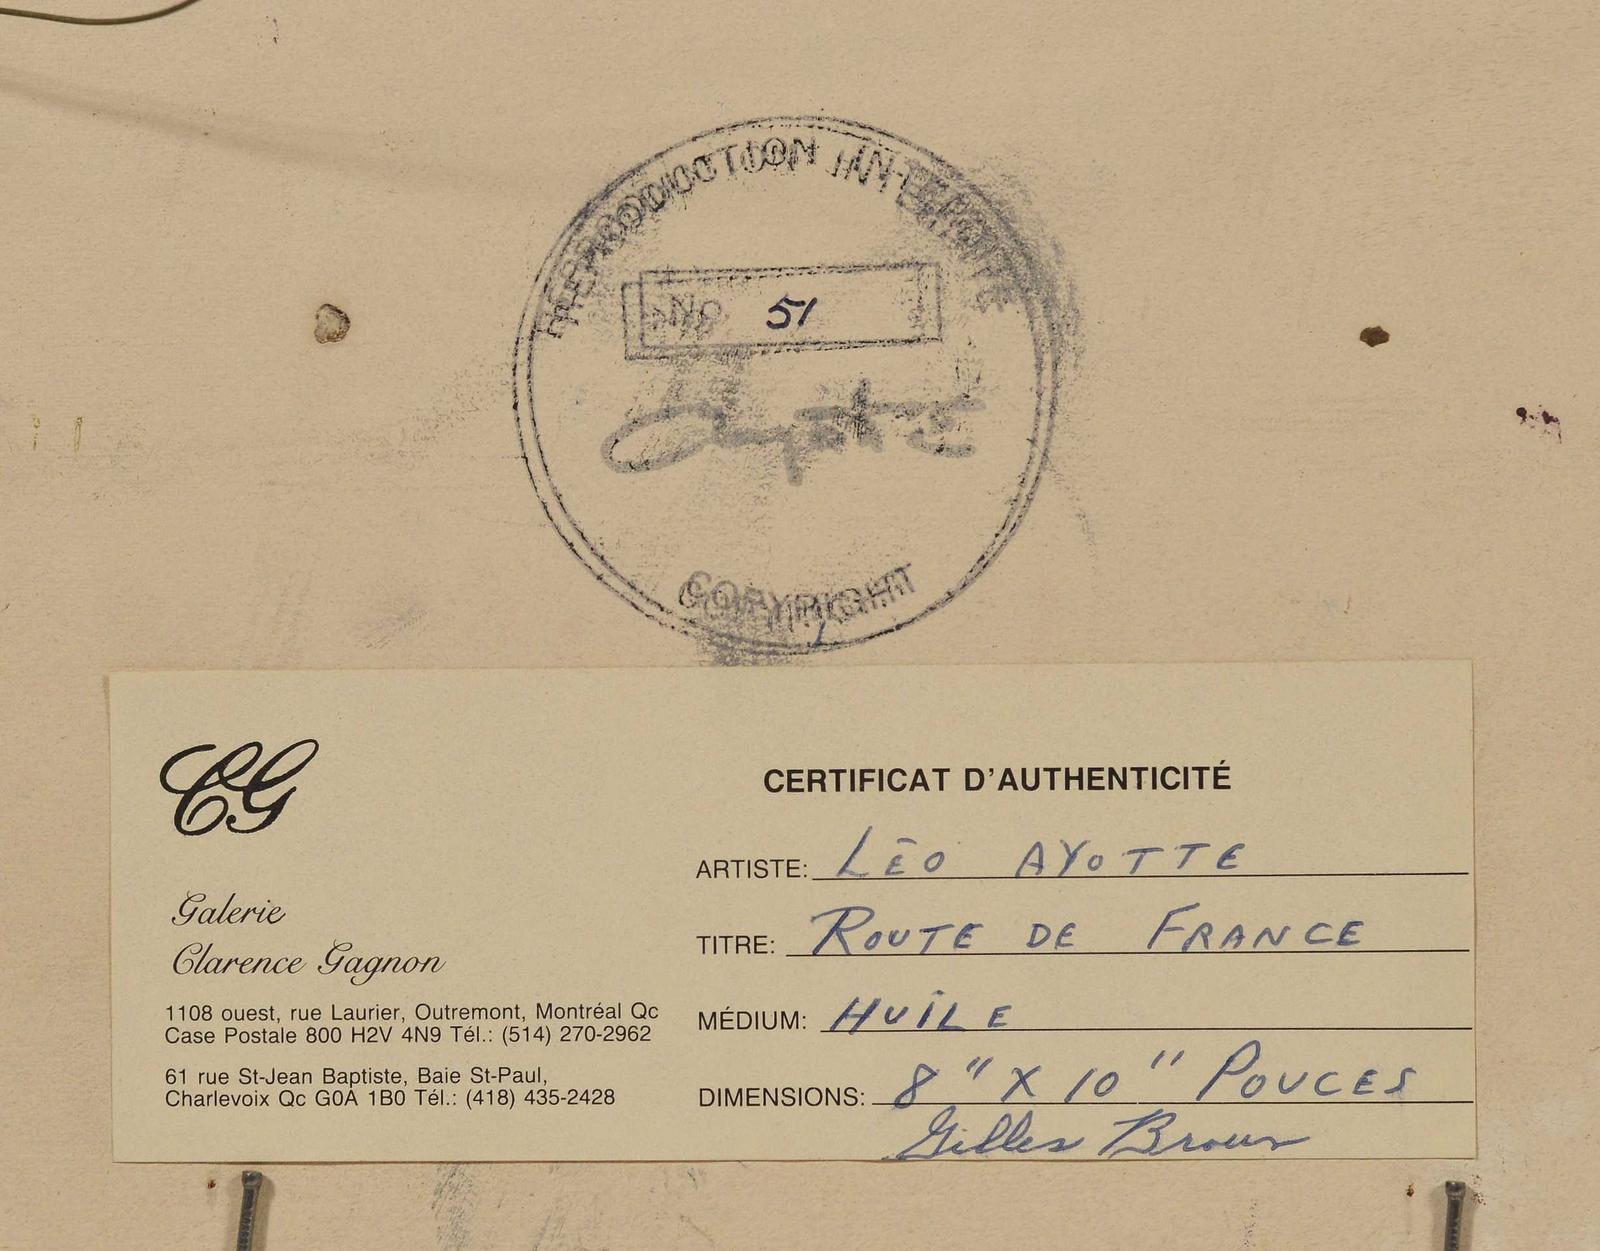 REPRODUCTION INTERDITE
No 51
Ayotte
COPYRIGHT
CG
Galerie
Clarence Gagnon
1108 ouest, rue Laurier, Outremont, Montréal Qc
Case Postale 800 H2V 4N9 Tél.: (514) 270-2962
61 rue St-Jean Baptiste, Baie St-Paul,
Charlevoix Qc G0A 1B0 Tél.: (418) 435-2428
CERTIFICAT D'AUTHENTICITÉ
ARTISTE: LÉO AYOTTE
TITRE: ROUTE DE FRANCE
MÉDIUM: HUILE
DIMENSIONS: 8" X 10" POUCES
Gilles Brown